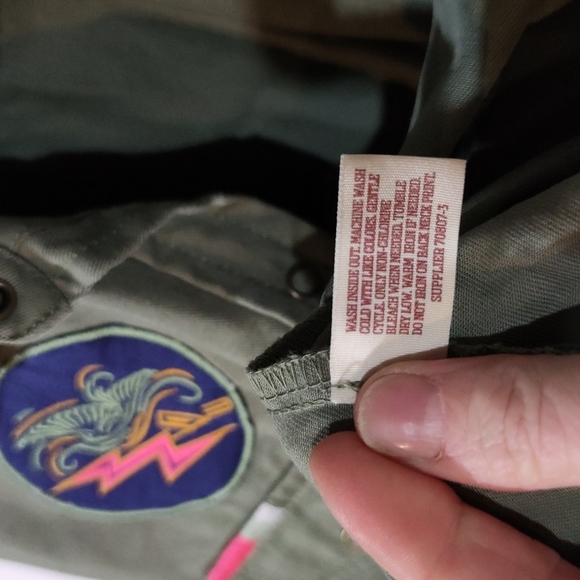 WASH INSIDE OUT. MACHINE WASH
COLD WITH LIKE COLORS. GENTLE
CYCLE. ONLY NON-CHLORINE
BLEACH WHEN NEEDED. TUMBLE
DRY LOW. WARM IRON IF NEEDED.
DO NOT IRON ON BACK NECK PRINT.
SUPPLIER 70807-5